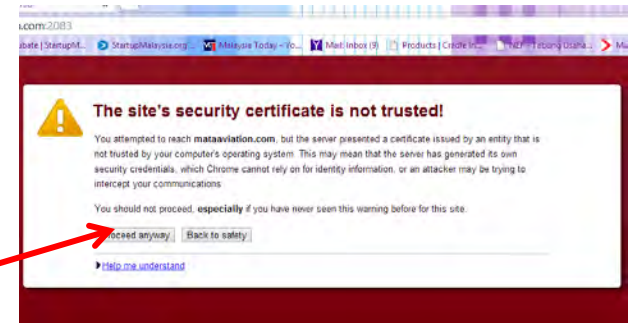 .com:2083
StartupM... StartupMalaysia.org... Malaysia Today – Yo... Mail: Inbox (9) Products | Credie In... NEF - Tabung Usaha...
The site's security certificate is not trusted!
You attempted to reach mataaviation.com, but the server presented a certificate issued by an entity that is
not trusted by your computer's operating system. This may mean that the server has generated its own
security credentials, which Chrome cannot rely on for identity information, or an attacker may be trying to
intercept your communications.
You should not proceed, especially if you have never seen this warning before for this site.
oceed anyway Back to safety
Help me understand